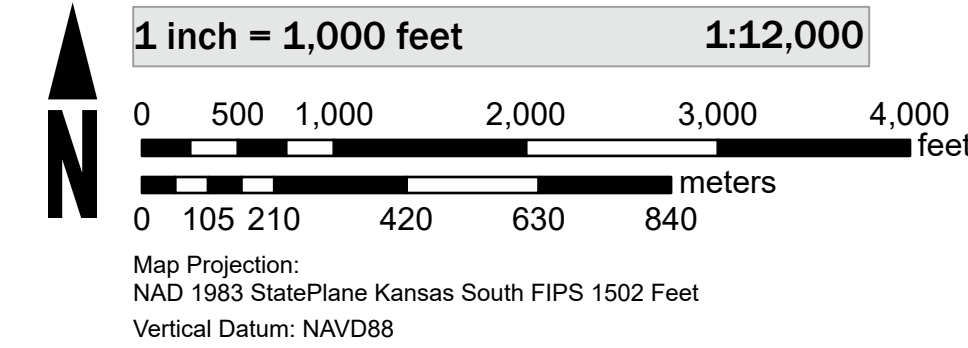 1 inch = 1,000 feet 1:12,000
0 500 1,000 2,000 3,000 4,000
feet
meters
0 105 210 420 630 840
N
Map Projection:
NAD 1983 StatePlane Kansas South FIPS 1502 Feet
Vertical Datum: NAVD88